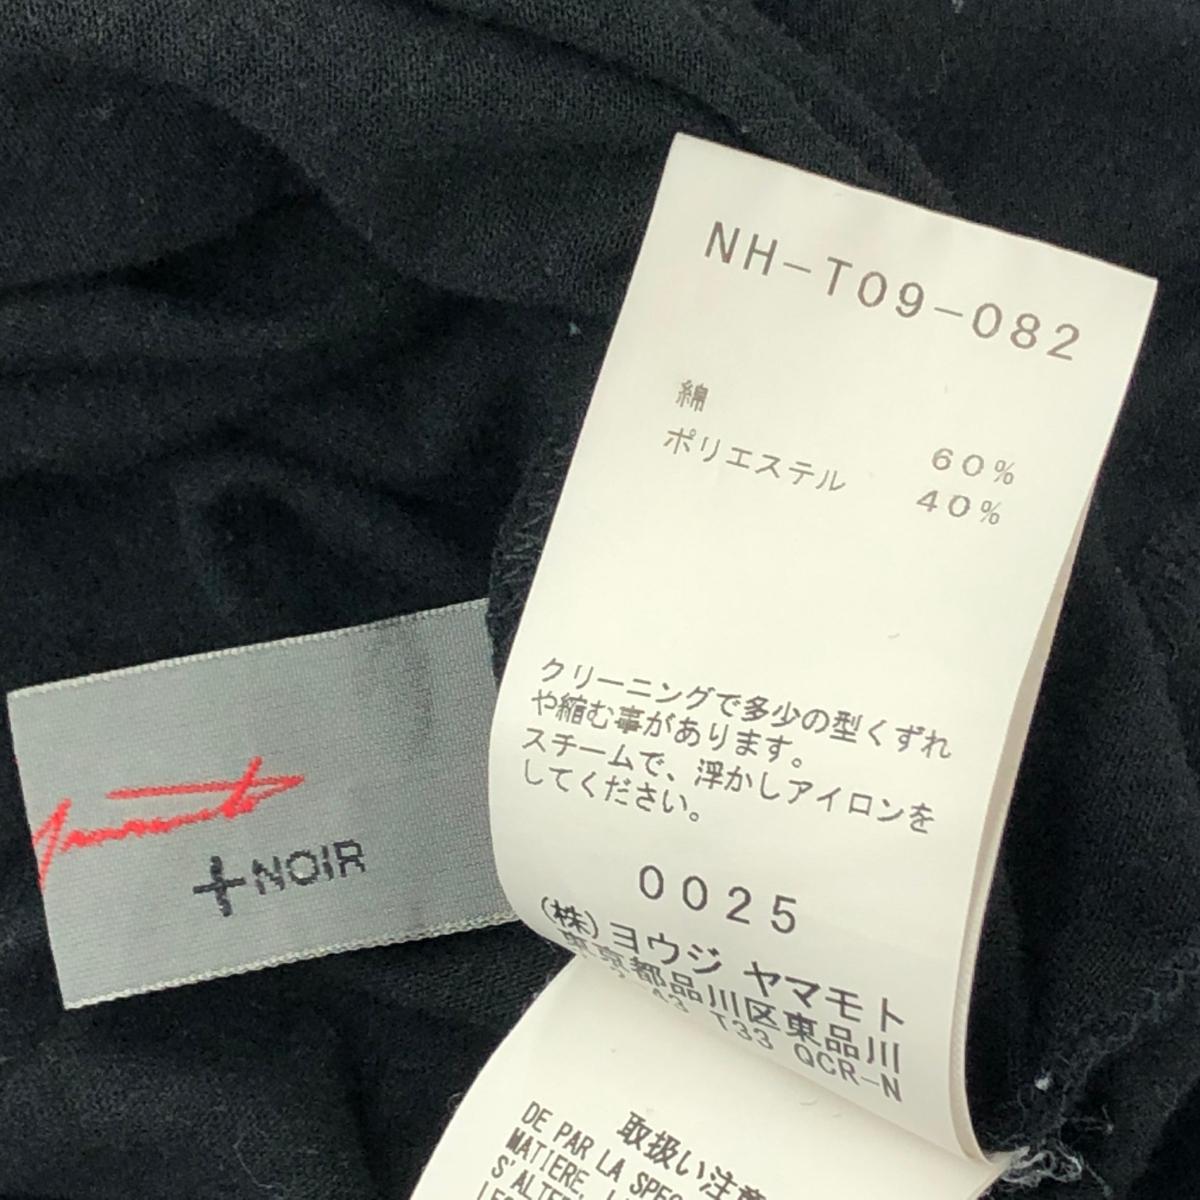 NH-T09-082
綿 60%
ポリエステル 40%
クリーニングで多少の型くずれ
や縮む事があります。
スチームで、浮かしアイロンを
してください。
0025
(株)ヨウジ ヤマモト
東京都品川区東品川
T33 QCR-N
+NOIR
取扱い注意
DE PAR LA SPEC
MATIERE,
S'ALTER